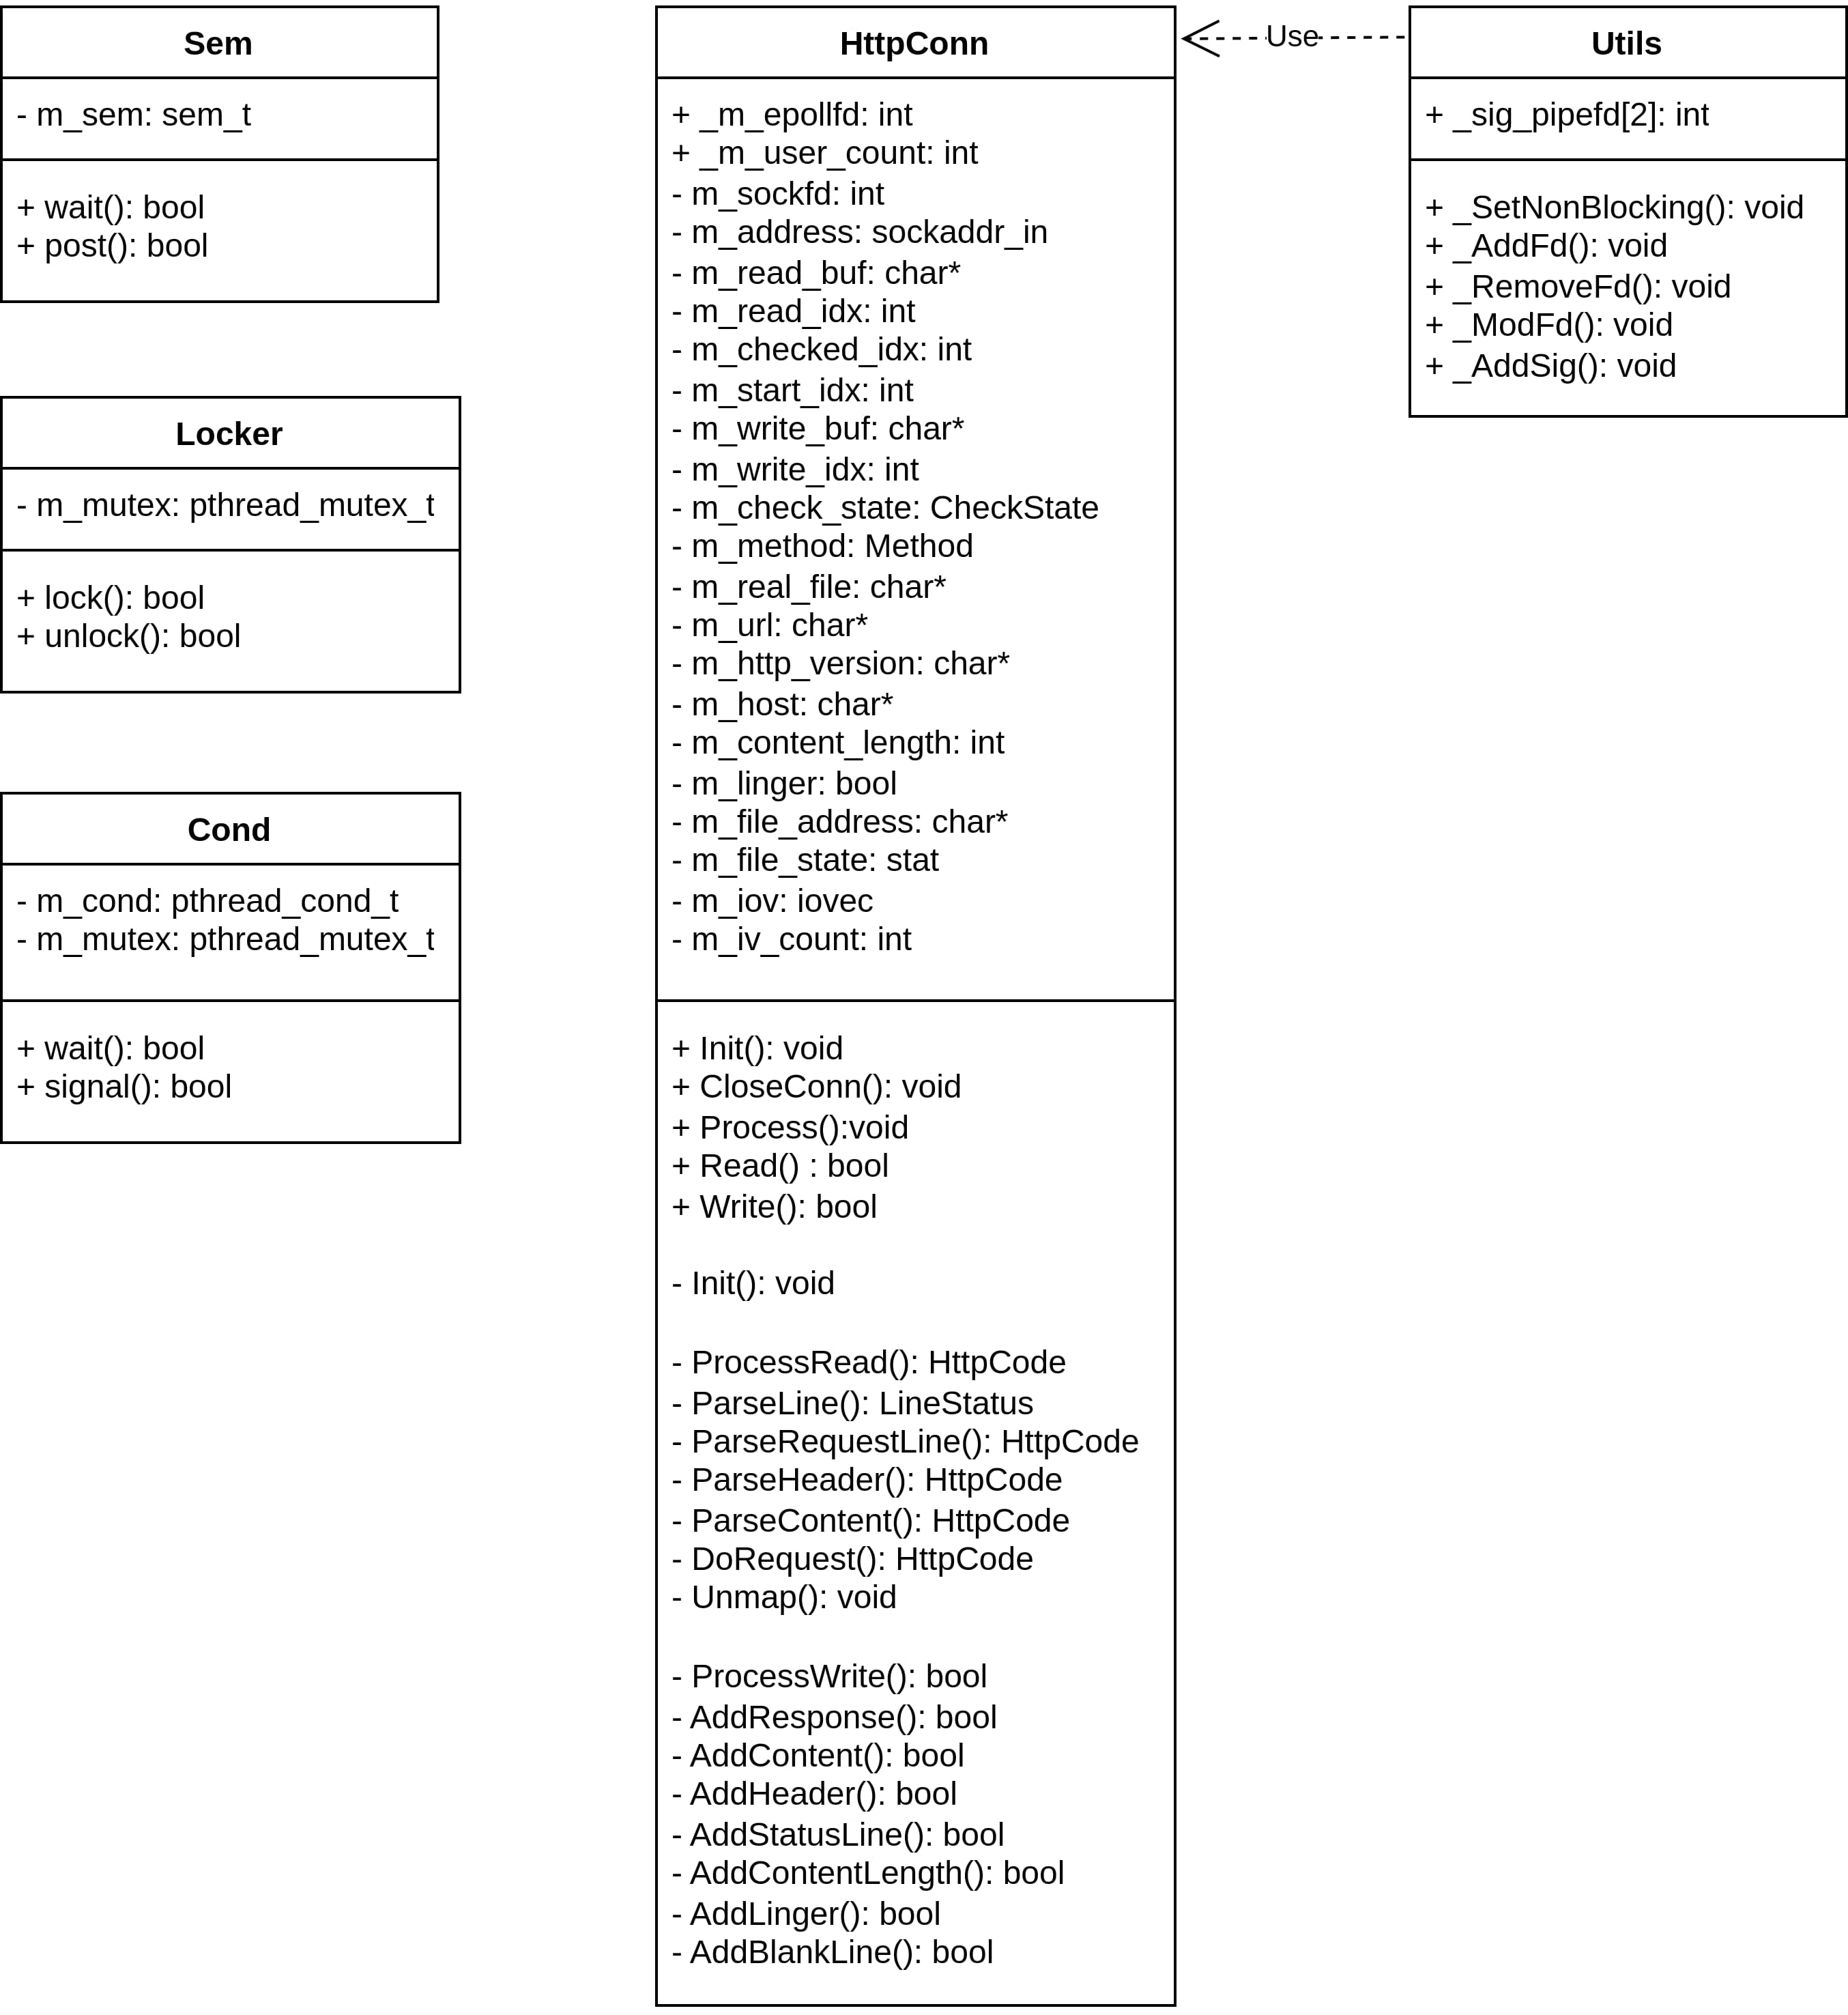 Sem
- m_sem: sem_t
+ wait(): bool
+ post(): bool
Locker
- m_mutex: pthread_mutex_t
+ lock(): bool
+ unlock(): bool
Cond
- m_cond: pthread_cond_t
- m_mutex: pthread_mutex_t
+ wait(): bool
+ signal(): bool
HttpConn
+ _m_epollfd: int
+ _m_user_count: int
- m_sockfd: int
- m_address: sockaddr_in
- m_read_buf: char*
- m_read_idx: int
- m_checked_idx: int
- m_start_idx: int
- m_write_buf: char*
- m_write_idx: int
- m_check_state: CheckState
- m_method: Method
- m_real_file: char*
- m_url: char*
- m_http_version: char*
- m_host: char*
- m_content_length: int
- m_linger: bool
- m_file_address: char*
- m_file_state: stat
- m_iov: iovec
- m_iv_count: int
+ Init(): void
+ CloseConn(): void
+ Process():void
+ Read() : bool
+ Write(): bool
- Init(): void
- ProcessRead(): HttpCode
- ParseLine(): LineStatus
- ParseRequestLine(): HttpCode
- ParseHeader(): HttpCode
- ParseContent(): HttpCode
- DoRequest(): HttpCode
- Unmap(): void
- ProcessWrite(): bool
- AddResponse(): bool
- AddContent(): bool
- AddHeader(): bool
- AddStatusLine(): bool
- AddContentLength(): bool
- AddLinger(): bool
- AddBlankLine(): bool
Use
Utils
+ _sig_pipefd[2]: int
+ _SetNonBlocking(): void
+ _AddFd(): void
+ _RemoveFd(): void
+ _ModFd(): void
+ _AddSig(): void